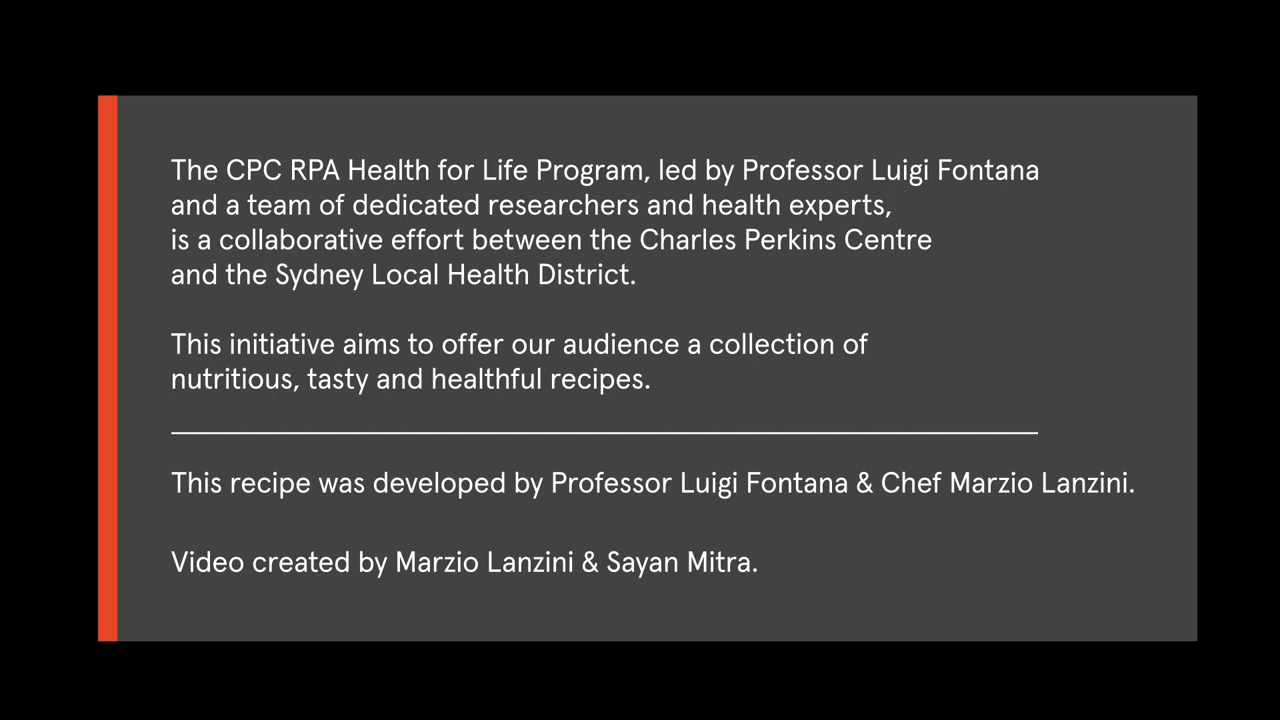 The CPC RPA Health for Life Program, led by Professor Luigi Fontana
and a team of dedicated researchers and health experts,
is a collaborative effort between the Charles Perkins Centre
and the Sydney Local Health District.
This initiative aims to offer our audience a collection of
nutritious, tasty and healthful recipes.
This recipe was developed by Professor Luigi Fontana & Chef Marzio Lanzini.
Video created by Marzio Lanzini & Sayan Mitra.